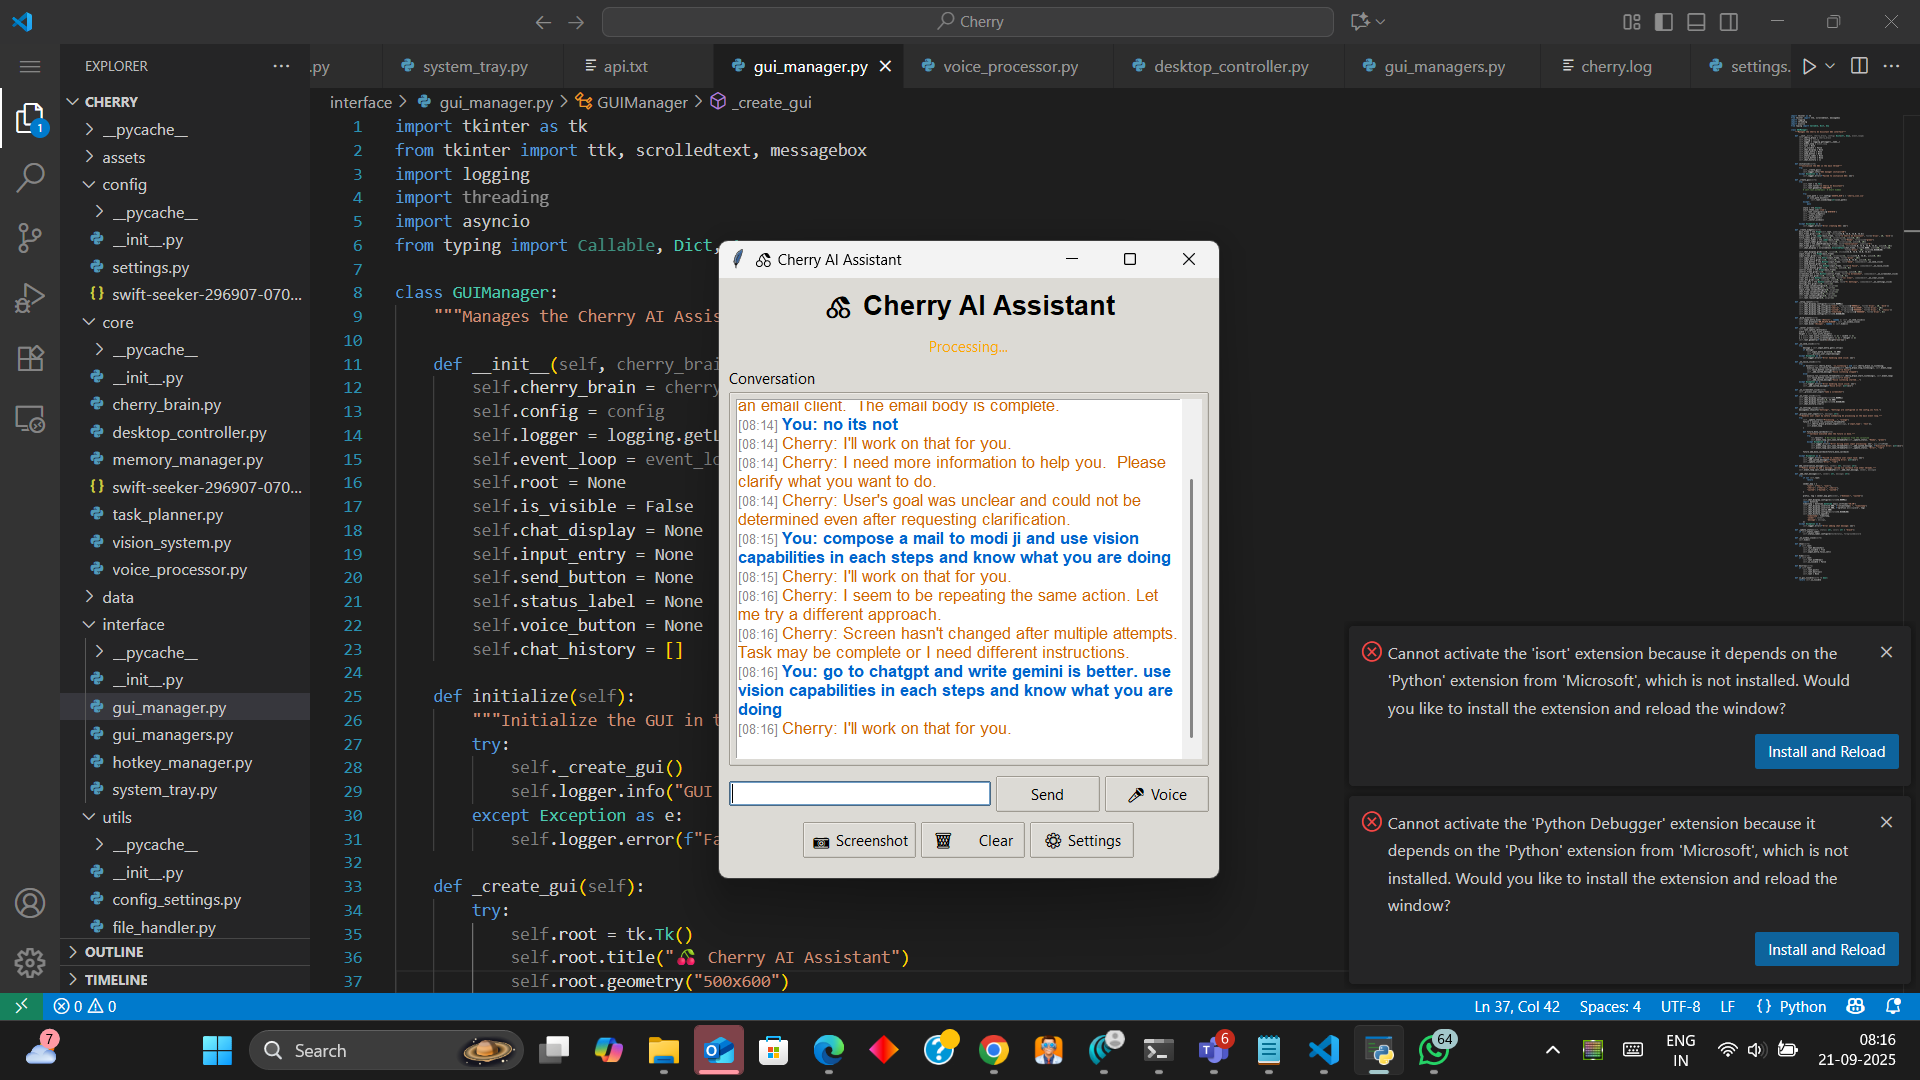 Cherry
EXPLORER
.py
system_tray.py
api.txt
gui_manager.py
voice_processor.py
desktop_controller.py
gui_managers.py
cherry.log
settings.
CHERRY
__pycache__
assets
config
__pycache__
__init__.py
settings.py
swift-seeker-296907-070...
core
__pycache__
__init__.py
cherry_brain.py
desktop_controller.py
memory_manager.py
swift-seeker-296907-070...
task_planner.py
vision_system.py
voice_processor.py
data
interface
__pycache__
__init__.py
gui_manager.py
gui_managers.py
hotkey_manager.py
system_tray.py
utils
__pycache__
__init__.py
config_settings.py
file_handler.py
OUTLINE
TIMELINE
1
interface > gui_manager.py > GUIManager > _create_gui
1 import tkinter as tk
2 from tkinter import ttk, scrolledtext, messagebox
3 import logging
4 import threading
5 import asyncio
6 from typing import Callable, Dict,
7
8 class GUIManager:
9 """Manages the Cherry AI Assis
10
11 def __init__(self, cherry_brai
12 self.cherry_brain = cherry
13 self.config = config
14 self.logger = logging.getL
15 self.event_loop = event_lo
16 self.root = None
17 self.is_visible = False
18 self.chat_display = None
19 self.input_entry = None
20 self.send_button = None
21 self.status_label = None
22 self.voice_button = None
23 self.chat_history = []
24
25 def initialize(self):
26 """Initialize the GUI in t
27 try:
28 self._create_gui()
29 self.logger.info("GUI
30 except Exception as e:
31 self.logger.error(f"Fa
32
33 def _create_gui(self):
34 try:
35 self.root = tk.Tk()
36 self.root.title("🍒 Cherry AI Assistant")
37 self.root.geometry("500x600")
Cherry AI Assistant
Cherry AI Assistant
Processing...
Conversation
an email client. The email body is complete.
[08:14] You: no its not
[08:14] Cherry: I'll work on that for you.
[08:14] Cherry: I need more information to help you. Please
clarify what you want to do.
[08:14] Cherry: User's goal was unclear and could not be
determined even after requesting clarification.
[08:15] You: compose a mail to modi ji and use vision
capabilities in each steps and know what you are doing
[08:15] Cherry: I'll work on that for you.
[08:16] Cherry: I seem to be repeating the same action. Let
me try a different approach.
[08:16] Cherry: Screen hasn't changed after multiple attempts.
Task may be complete or I need different instructions.
[08:16] You: go to chatgpt and write gemini is better. use
vision capabilities in each steps and know what you are
doing
[08:16] Cherry: I'll work on that for you.
Send
Voice
Screenshot
Clear
Settings
Cannot activate the 'isort' extension because it depends on the
'Python' extension from 'Microsoft', which is not installed. Would
you like to install the extension and reload the window?
Install and Reload
Cannot activate the 'Python Debugger' extension because it
depends on the 'Python' extension from 'Microsoft', which is not
installed. Would you like to install the extension and reload the
window?
Install and Reload
0 0
Ln 37, Col 42
Spaces: 4
UTF-8
LF
{} Python
7
Search
6
64
ENG
IN
08:16
21-09-2025